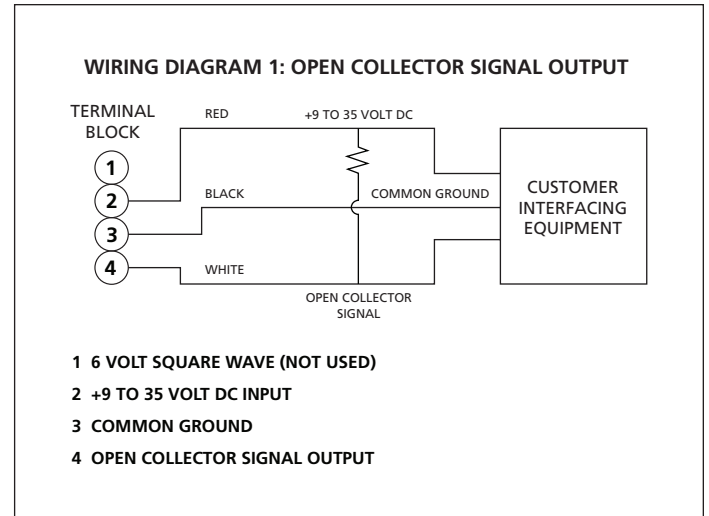 WIRING DIAGRAM 1: OPEN COLLECTOR SIGNAL OUTPUT
TERMINAL
BLOCK
RED
+9 TO 35 VOLT DC
1
2
BLACK
COMMON GROUND
3
4
WHITE
OPEN COLLECTOR
SIGNAL
CUSTOMER
INTERFACING
EQUIPMENT
1 6 VOLT SQUARE WAVE (NOT USED)
2 +9 TO 35 VOLT DC INPUT
3 COMMON GROUND
4 OPEN COLLECTOR SIGNAL OUTPUT